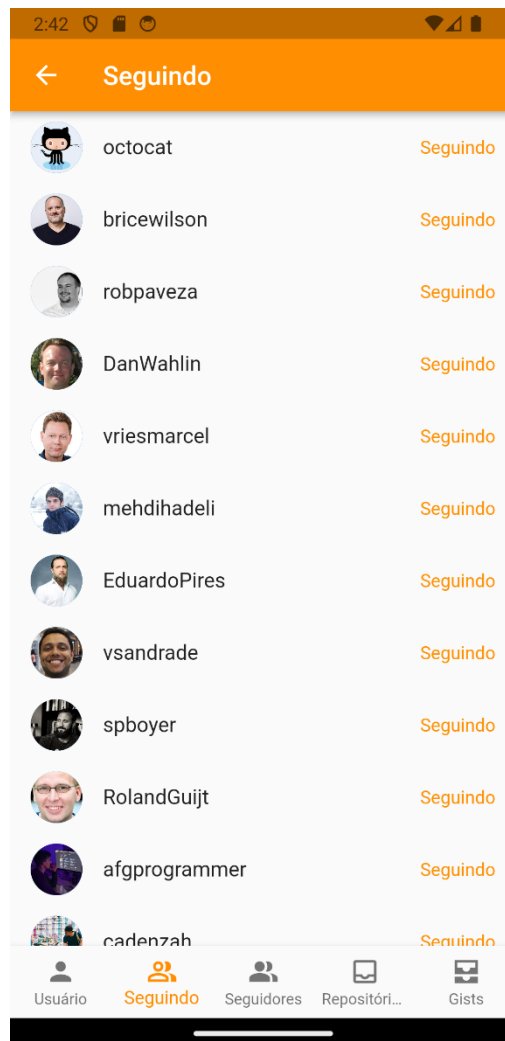 2:42
Seguindo
octocat Seguindo
bricewilson Seguindo
robpaveza Seguindo
DanWahlin Seguindo
vriesmarcel Seguindo
mehdihadeli Seguindo
EduardoPires Seguindo
vsandrade Seguindo
spboyer Seguindo
RolandGuijt Seguindo
afgprogrammer Seguindo
cadenzah Seguindo
Usuário Seguindo Seguidores Repositóri... Gists